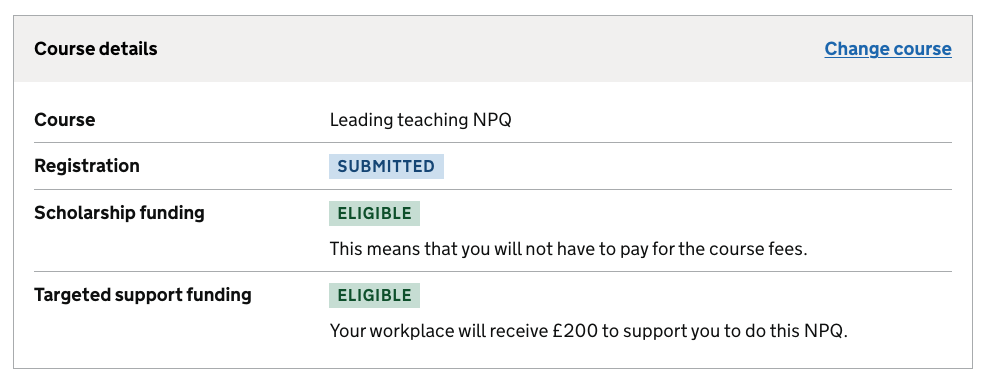 Course details
Change course
Course
Leading teaching NPQ
Registration
SUBMITTED
Scholarship funding
ELIGIBLE
This means that you will not have to pay for the course fees.
Targeted support funding
ELIGIBLE
Your workplace will receive £200 to support you to do this NPQ.